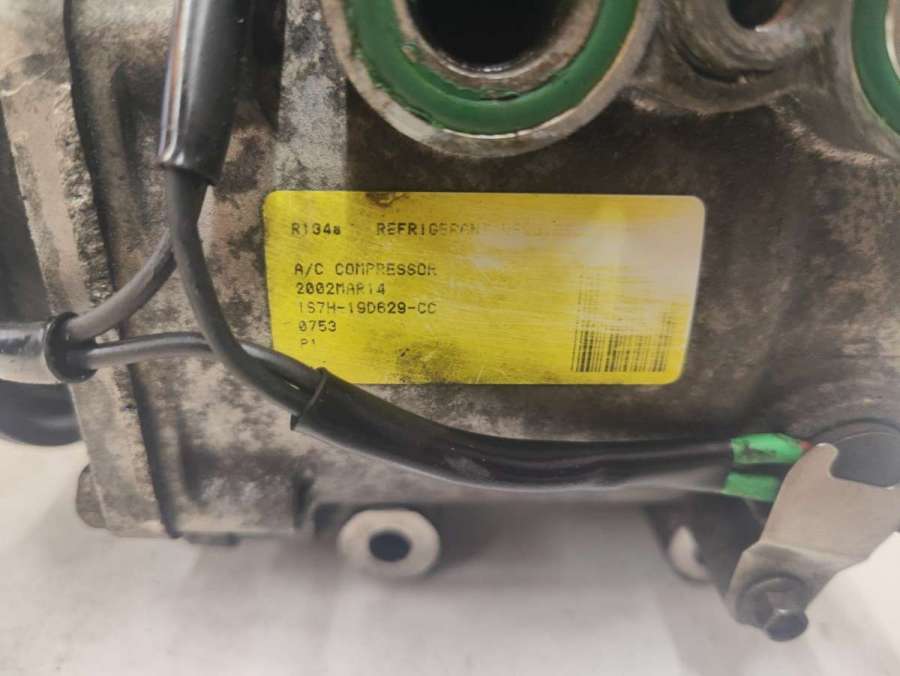 R134a REFRIGERANT
A/C COMPRESSOR
2002MAR14
1S7H-19D629-CC
0753
P1